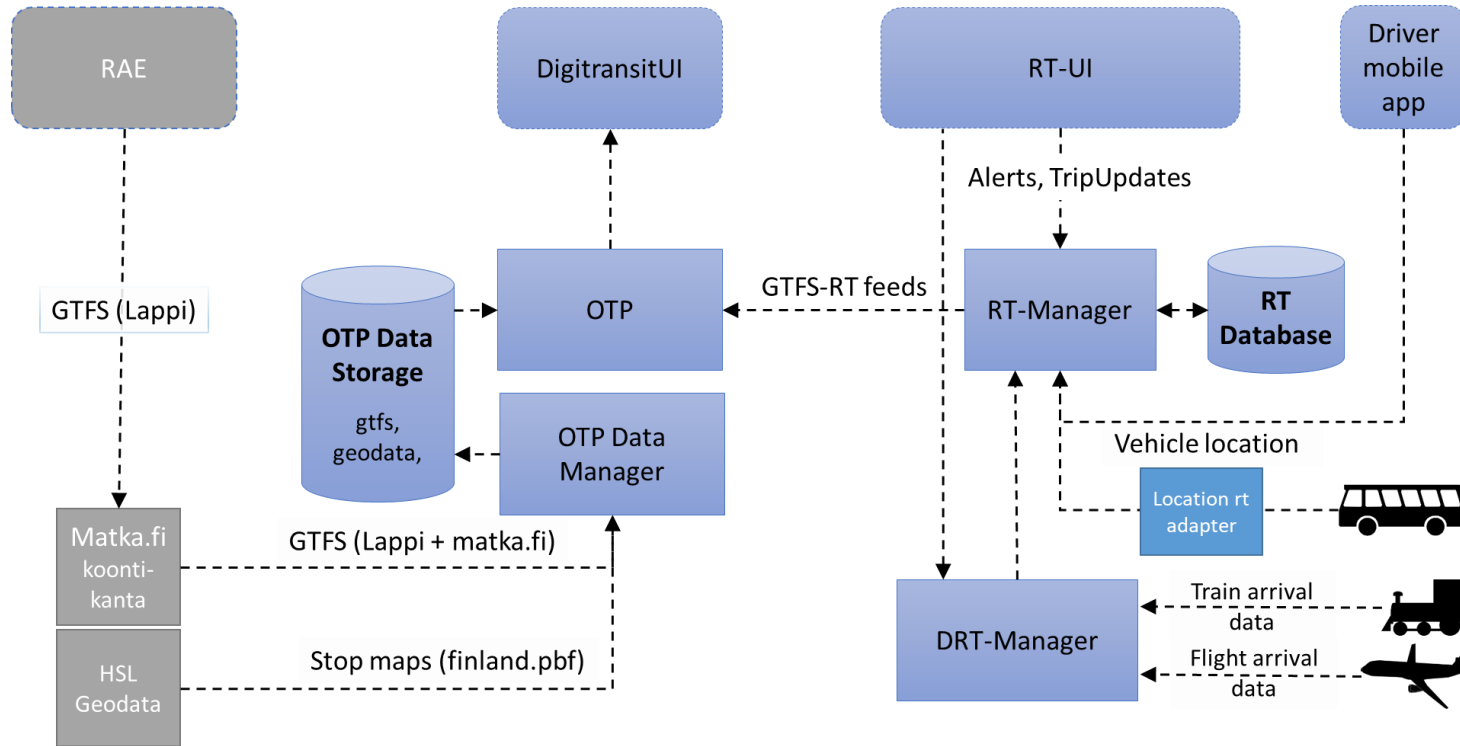 RAE
DigitransitUI
RT-UI
Driver
mobile
app
Alerts, TripUpdates
GTFS (Lappi)
OTP
GTFS-RT feeds
RT-Manager
RT
Database
OTP Data
Storage
gtfs,
geodata,
OTP Data
Manager
Vehicle location
Location rt
adapter
Matka.fi
koonti-
kanta
GTFS (Lappi + matka.fi)
HSL
Geodata
Stop maps (finland.pbf)
DRT-Manager
Train arrival
data
Flight arrival
data